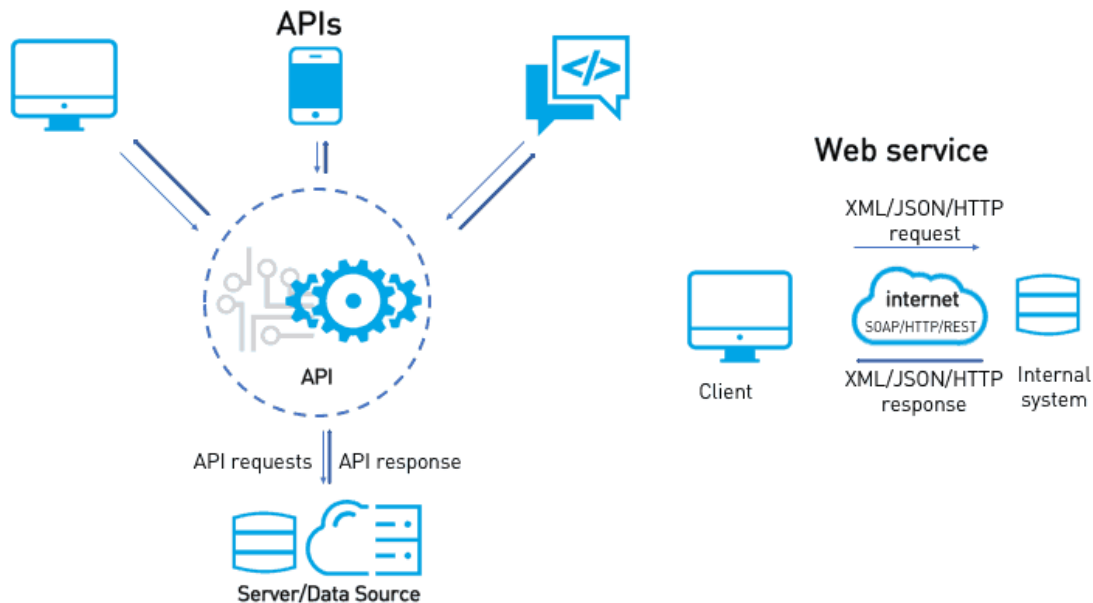 APIs
</>
API
API requests
API response
Server/Data Source
Web service
XML/JSON/HTTP
request
internet
SOAP/HTTP/REST
XML/JSON/HTTP
response
Client
Internal
system